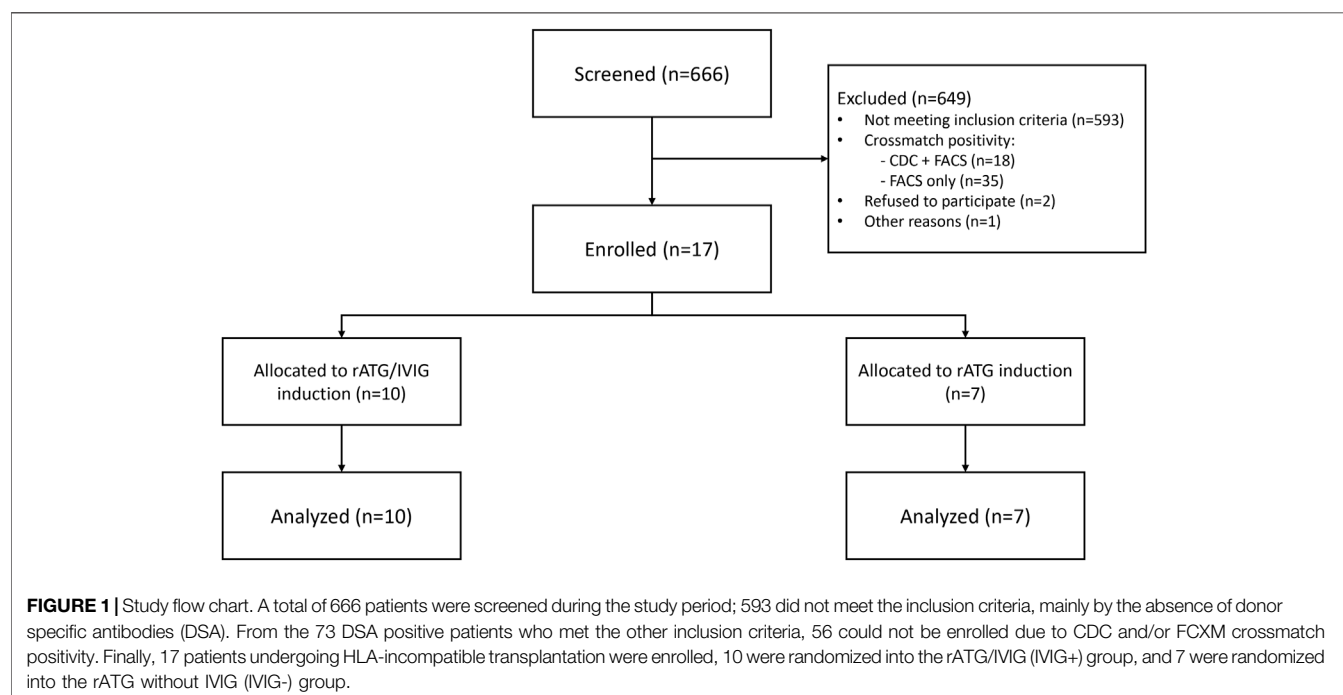 Screened (n=666)
Excluded (n=649)
• Not meeting inclusion criteria (n=593)
• Crossmatch positivity:
- CDC + FACS (n=18)
- FACS only (n=35)
• Refused to participate (n=2)
• Other reasons (n=1)
Enrolled (n=17)
Allocated to rATG/IVIG
induction (n=10)
Allocated to rATG induction
(n=7)
Analyzed (n=10)
Analyzed (n=7)
FIGURE 1 | Study flow chart. A total of 666 patients were screened during the study period; 593 did not meet the inclusion criteria, mainly by the absence of donor
specific antibodies (DSA). From the 73 DSA positive patients who met the other inclusion criteria, 56 could not be enrolled due to CDC and/or FCXM crossmatch
positivity. Finally, 17 patients undergoing HLA-incompatible transplantation were enrolled, 10 were randomized into the rATG/IVIG (IVIG+) group, and 7 were randomized
into the rATG without IVIG (IVIG-) group.